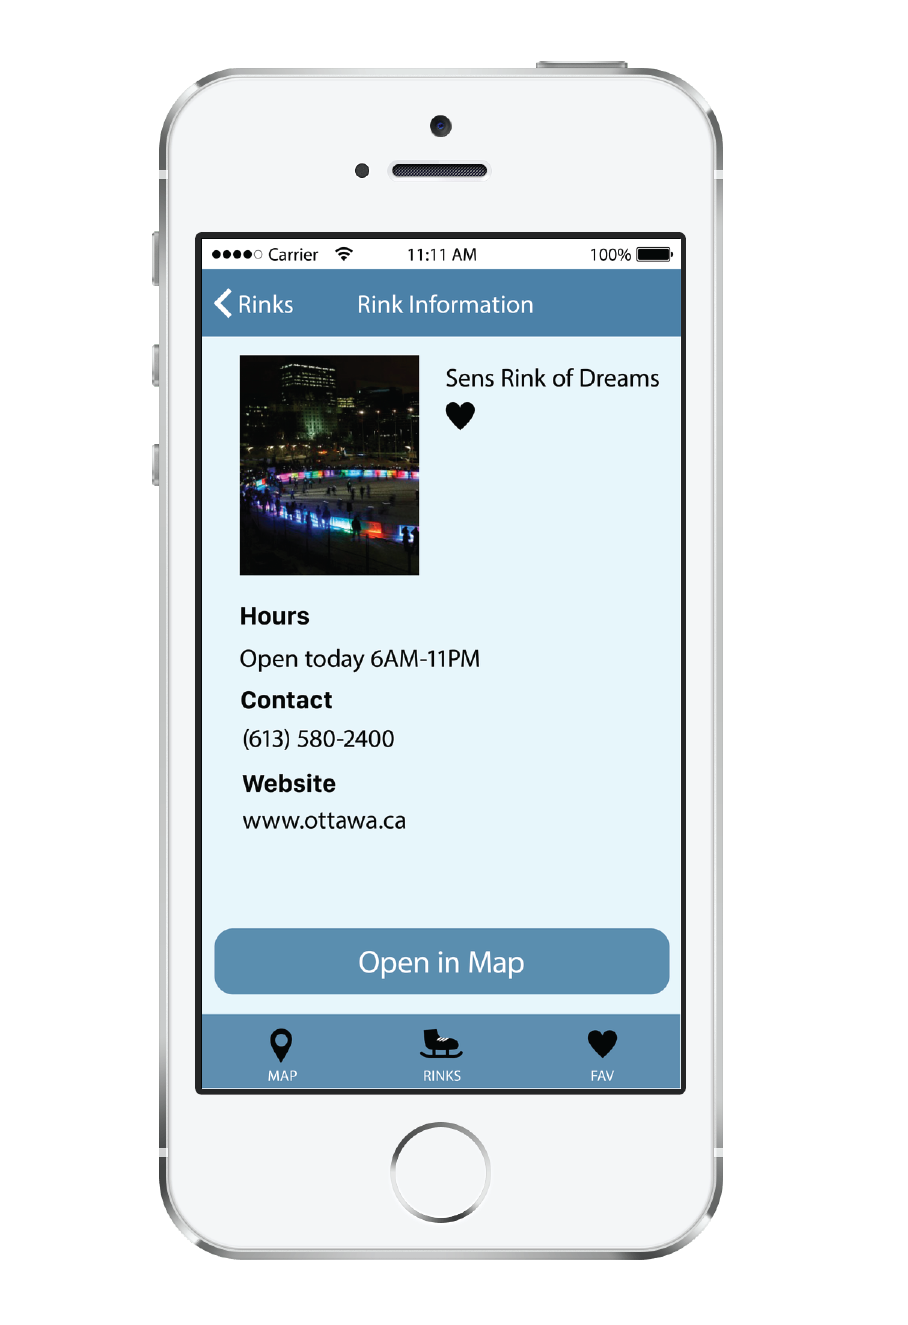 Carrier 11:11 AM 100%
Rinks Rink Information
Sens Rink of Dreams
Hours
Open today 6AM-11PM
Contact
(613) 580-2400
Website
www.ottawa.ca
Open in Map
MAP RINKS FAV